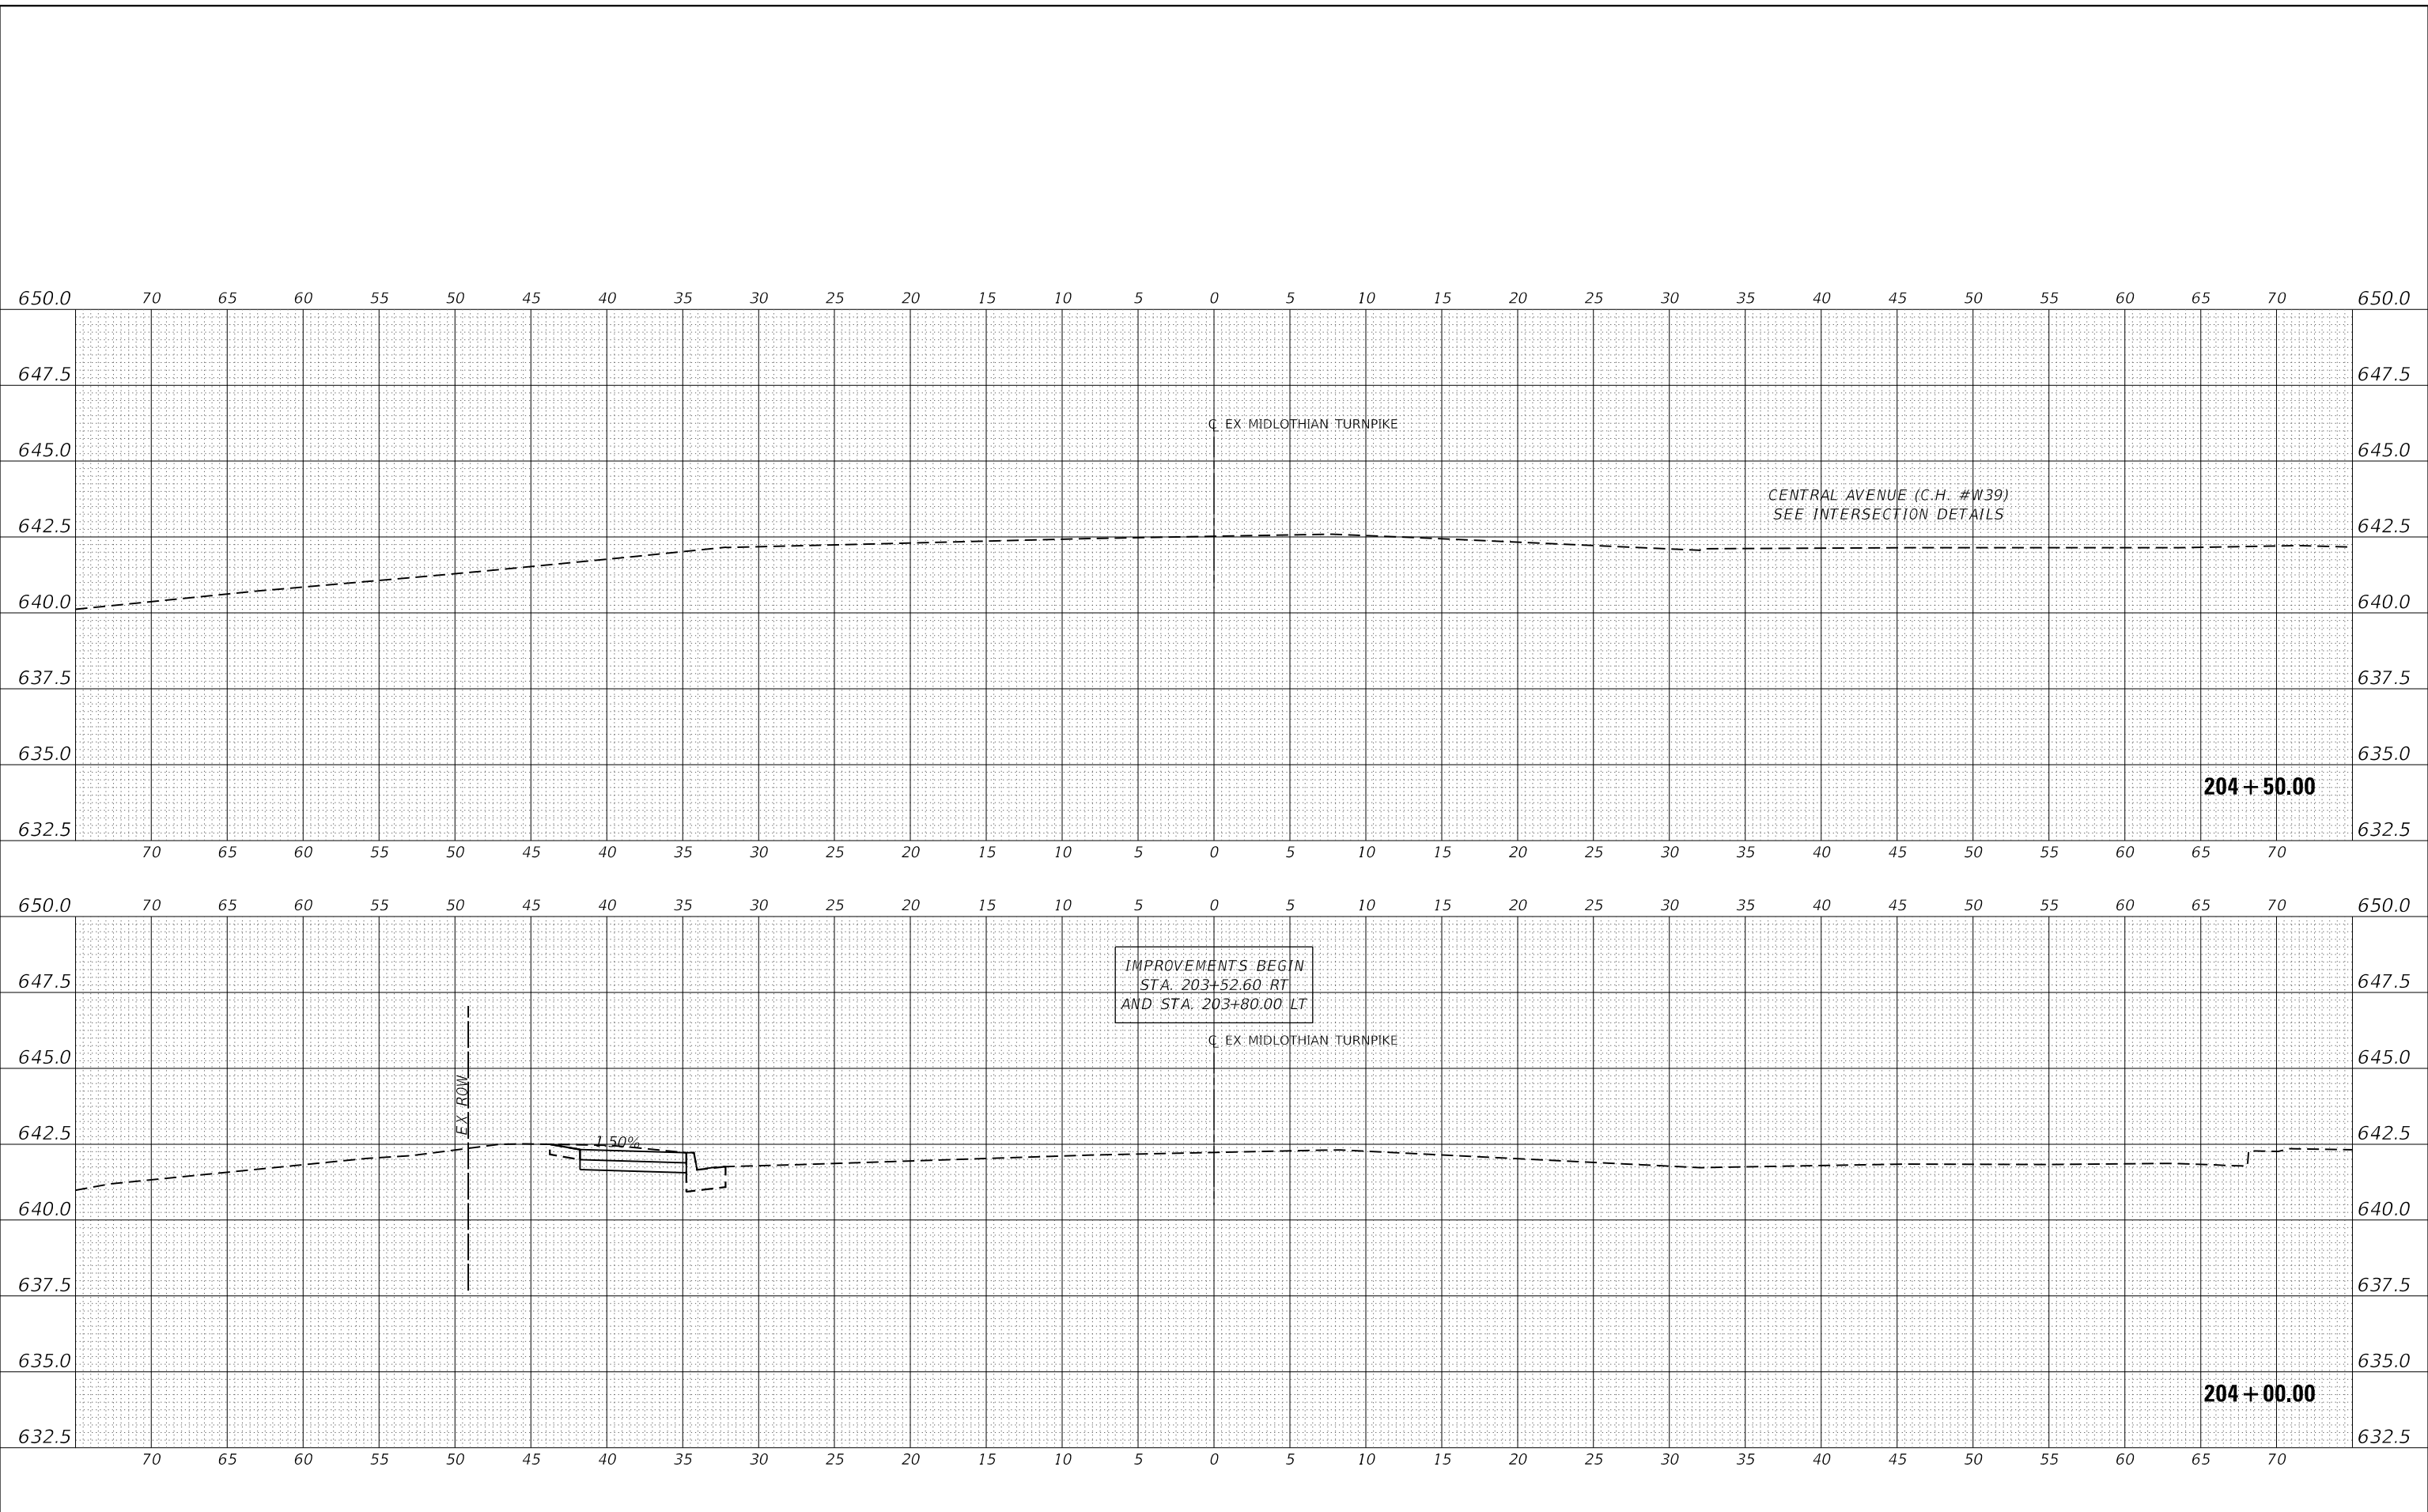 650.0 70 65 60 55 50 45 40 35 30 25 20 15 10 5 0 5 10 15 20 25 30 35 40 45 50 55 60 65 70 650.0
647.5 647.5
℄ EX MIDLOTHIAN TURNPIKE
645.0 645.0
CENTRAL AVENUE (C.H. #W39)
SEE INTERSECTION DETAILS
642.5 642.5
640.0 640.0
637.5 637.5
635.0 635.0
204+50.00
632.5 632.5
70 65 60 55 50 45 40 35 30 25 20 15 10 5 0 5 10 15 20 25 30 35 40 45 50 55 60 65 70
650.0 70 65 60 55 50 45 40 35 30 25 20 15 10 5 0 5 10 15 20 25 30 35 40 45 50 55 60 65 70 650.0
IMPROVEMENTS BEGIN
647.5 647.5
STA. 203+52.60 RT
AND STA. 203+80.00 LT
℄ EX MIDLOTHIAN TURNPIKE
645.0 645.0
EX ROW
642.5 642.5
1.50%
640.0 640.0
637.5 637.5
635.0 635.0
204+00.00
632.5 632.5
70 65 60 55 50 45 40 35 30 25 20 15 10 5 0 5 10 15 20 25 30 35 40 45 50 55 60 65 70